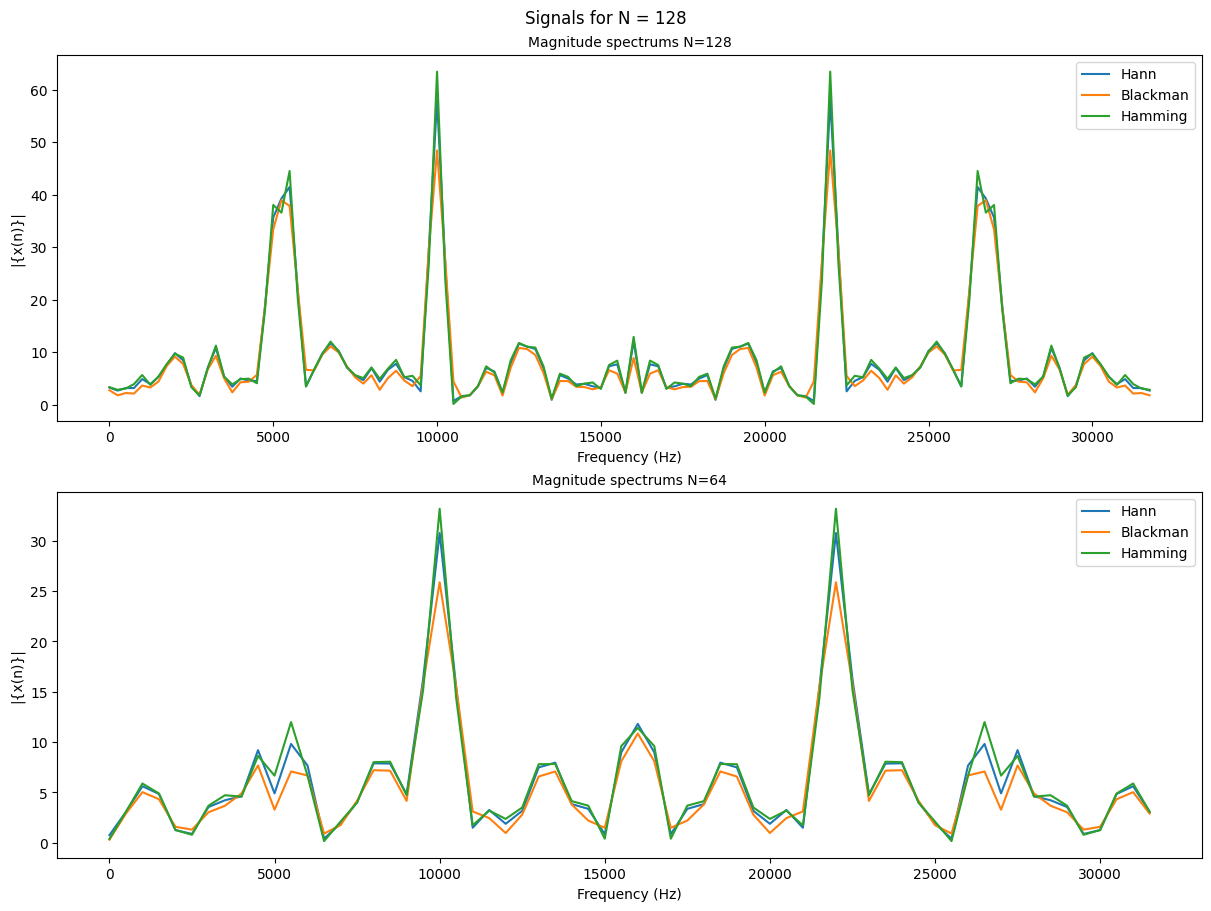 Signals for N = 128
Magnitude spectrums N=128
Hann
Blackman
Hamming
60
50
40
30
20
10
0
|{x(n)}|
0 5000 10000 15000 20000 25000 30000
Frequency (Hz)
Magnitude spectrums N=64
Hann
Blackman
Hamming
30
25
20
15
10
5
0
|{x(n)}|
0 5000 10000 15000 20000 25000 30000
Frequency (Hz)